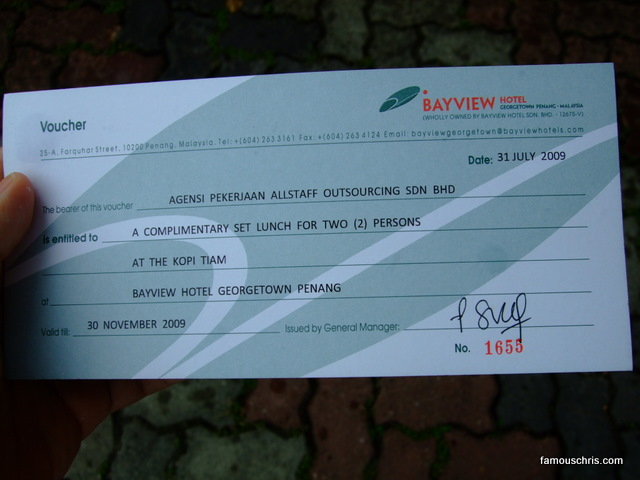 BAYVIEW HOTEL
GEORGETOWN PENANG - MALAYSIA
(WHOLLY OWNED BY BAYVIEW HOTEL SDN. BHD. - 12675-V)
Voucher
25-A, Farquhar Street, 10200 Penang, Malaysia. Tel: +(604) 263 3161 Fax: +(604) 263 4124 Email: bayviewgeorgetown@bayviewhotels.com
Date: 31 JULY 2009
The bearer of this voucher AGENSI PEKERJAAN ALLSTAFF OUTSOURCING SDN BHD
is entitled to A COMPLIMENTARY SET LUNCH FOR TWO (2) PERSONS
AT THE KOPI TIAM
at BAYVIEW HOTEL GEORGETOWN PENANG
Valid till: 30 NOVEMBER 2009 Issued by General Manager:
No. 1655
famouschris.com